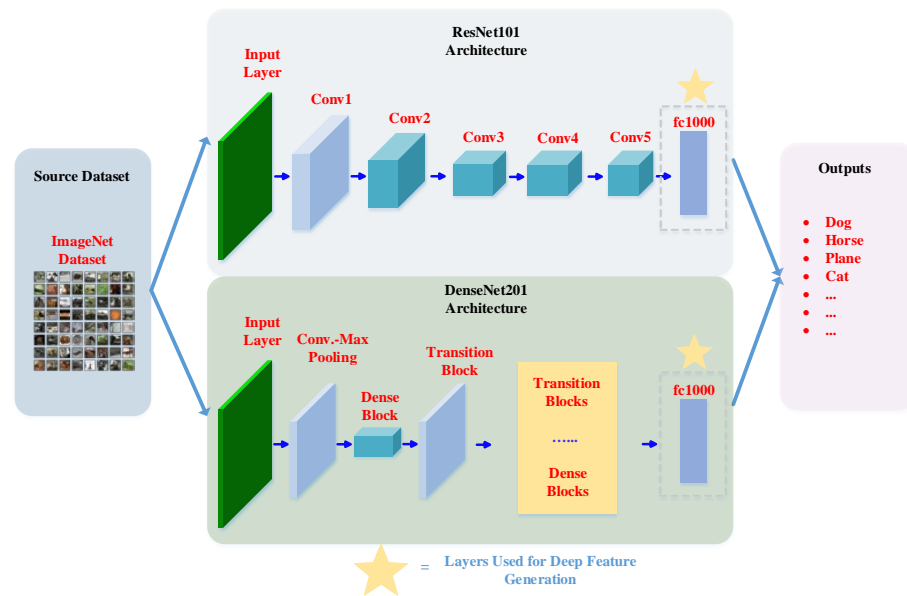 Source Dataset
ImageNet
Dataset
ResNet101
Architecture
Input
Layer
Conv1
Conv2
Conv3
Conv4
Conv5
fc1000
DenseNet201
Architecture
Input
Layer
Conv.-Max
Pooling
Dense
Block
Transition
Block
Transition
Blocks
…...
Dense
Blocks
fc1000
Outputs
• Dog
• Horse
• Plane
• Cat
• ...
• ...
• ...
= Layers Used for Deep Feature
Generation